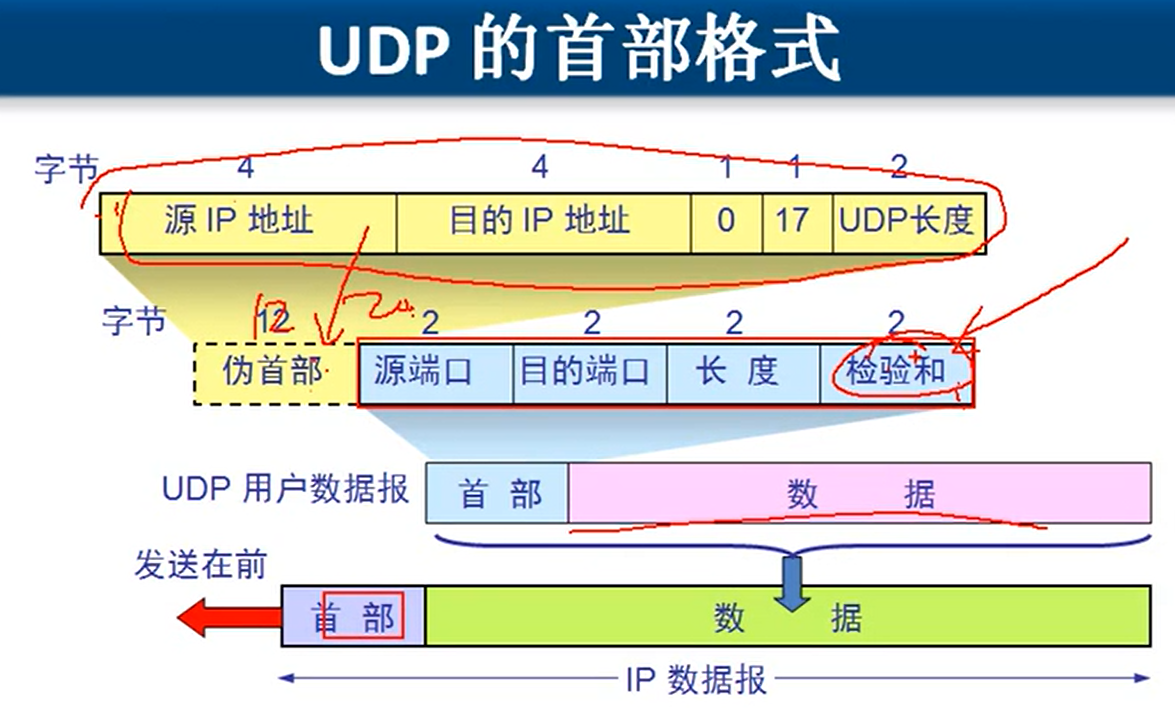 UDP 的首部格式
字节 4 4 1 1 2
源 IP 地址 目的 IP 地址 0 17 UDP长度
字节 12 2 2 2 2
伪首部 源端口 目的端口 长 度 检验和
UDP 用户数据报 首 部 数 据
发送在前
首 部 数 据
IP 数据报